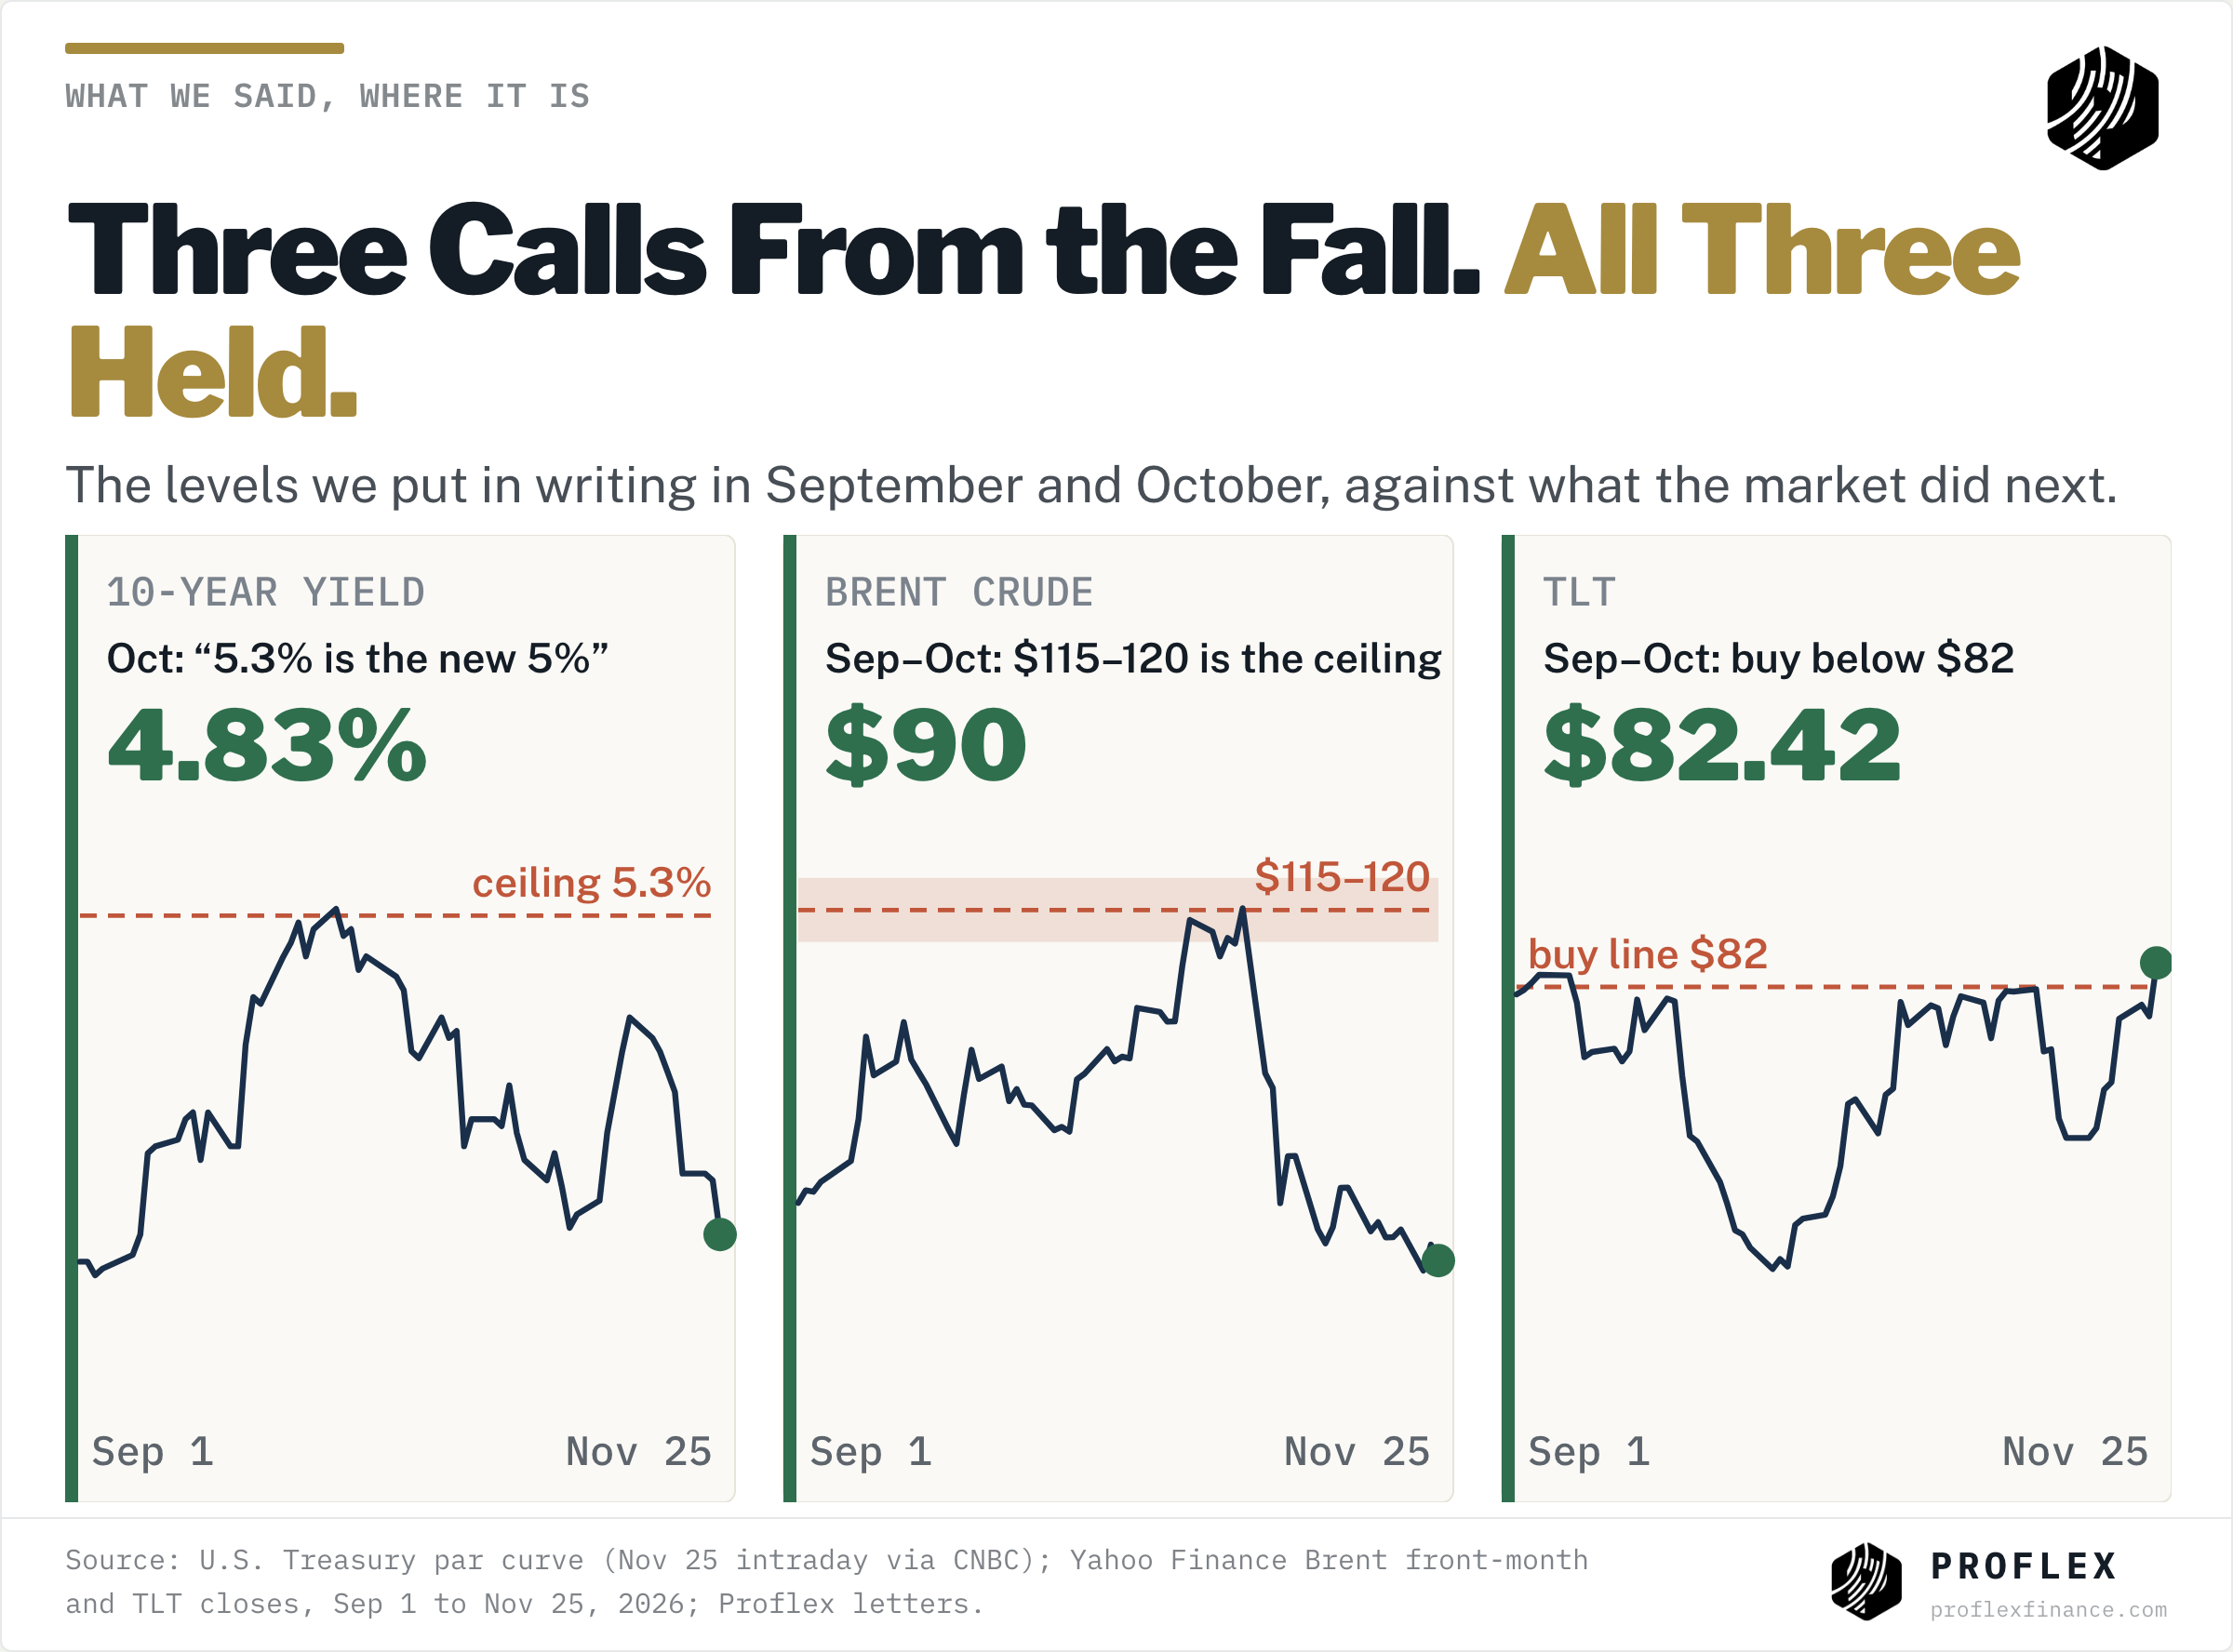 WHAT WE SAID, WHERE IT IS
Three Calls From the Fall. All Three
Held.
The levels we put in writing in September and October, against what the market did next.
10-YEAR YIELD
Oct: “5.3% is the new 5%”
4.83%
ceiling 5.3%
Sep 1
Nov 25
BRENT CRUDE
Sep–Oct: $115–120 is the ceiling
$90
$115–120
Sep 1
Nov 25
TLT
Sep–Oct: buy below $82
$82.42
buy line $82
Sep 1
Nov 25
Source: U.S. Treasury par curve (Nov 25 intraday via CNBC); Yahoo Finance Brent front-month
and TLT closes, Sep 1 to Nov 25, 2026; Proflex letters.
PROFLEX
proflexfinance.com